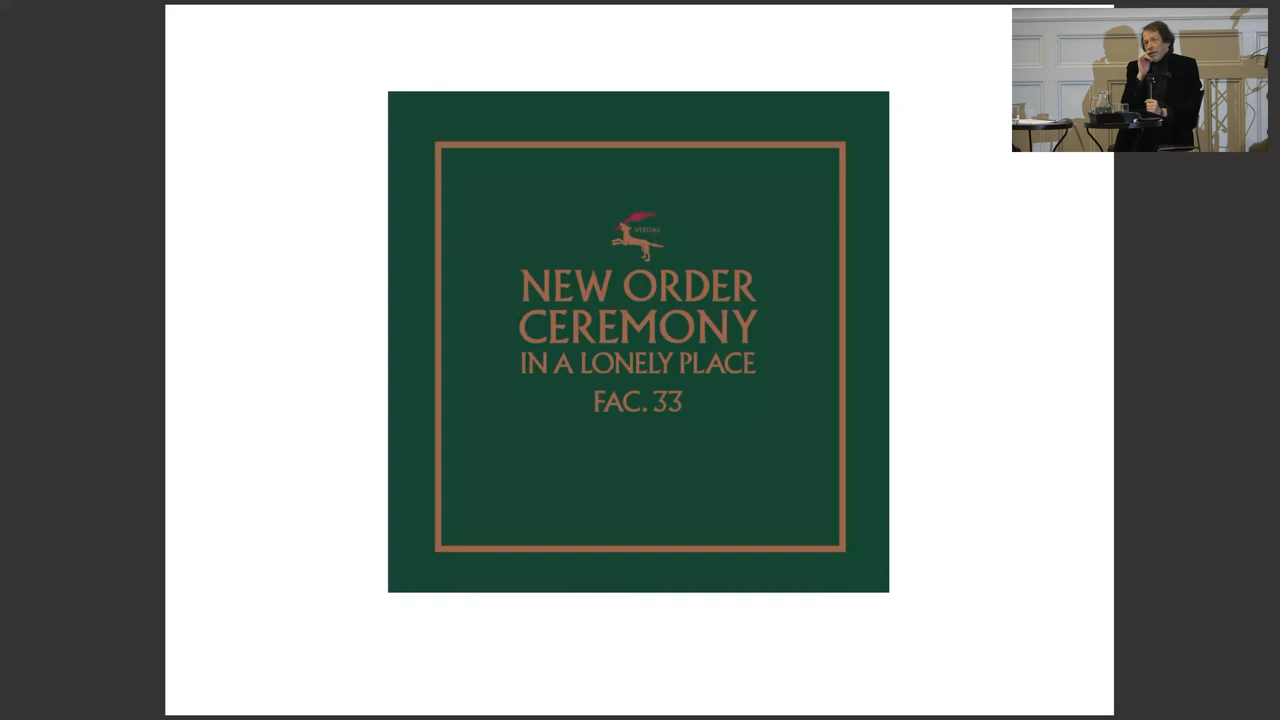 VERITAS
NEW ORDER
CEREMONY
IN A LONELY PLACE
FAC. 33